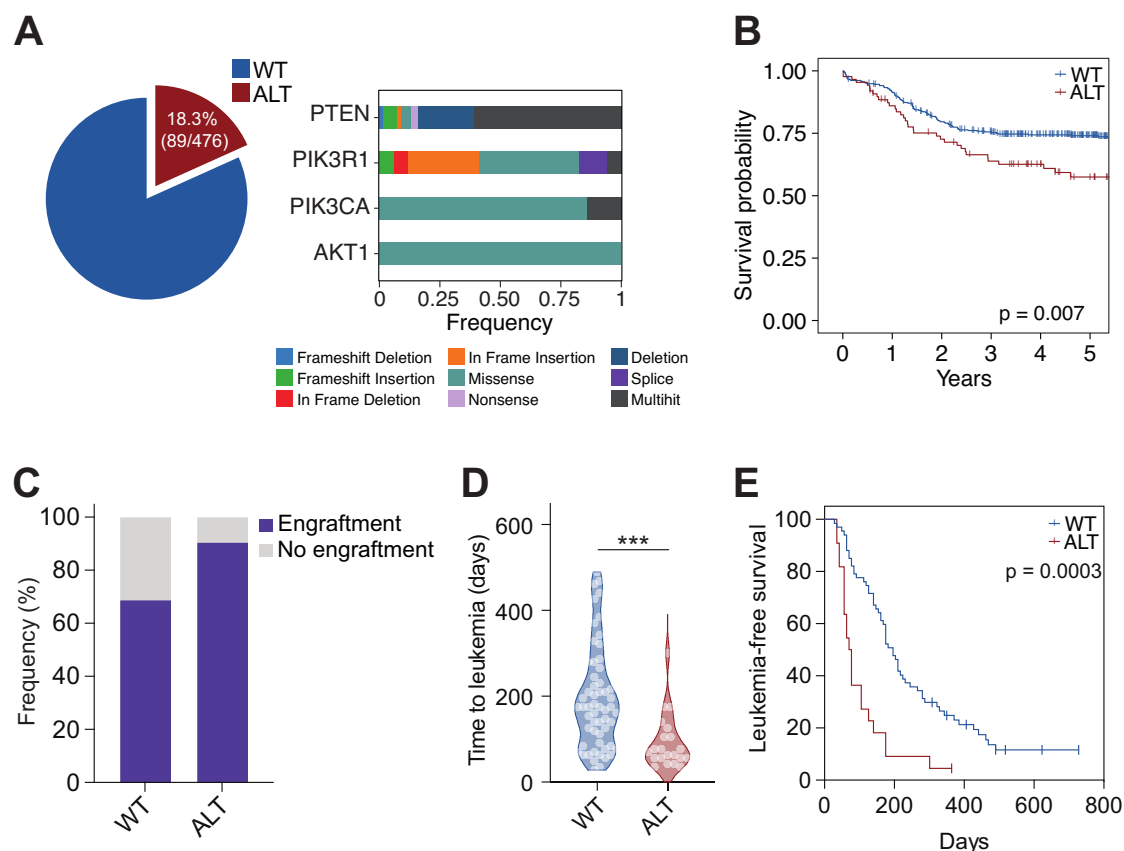 A
WT
ALT
18.3%
(89/476)
PTEN
PIK3R1
PIK3CA
AKT1
0 0.25 0.50 0.75 1
Frequency
Frameshift Deletion
Frameshift Insertion
In Frame Deletion
In Frame Insertion
Missense
Nonsense
Deletion
Splice
Multihit
B
Survival probability
1.00
0.75
0.50
0.25
0.00
WT
ALT
p = 0.007
0 1 2 3 4 5
Years
C
Frequency (%)
100
80
60
40
20
0
Engraftment
No engraftment
WT ALT
D
Time to leukemia (days)
600
400
200
0
***
WT ALT
E
Leukemia-free survival
100
80
60
40
20
0
WT
ALT
p = 0.0003
0 200 400 600 800
Days